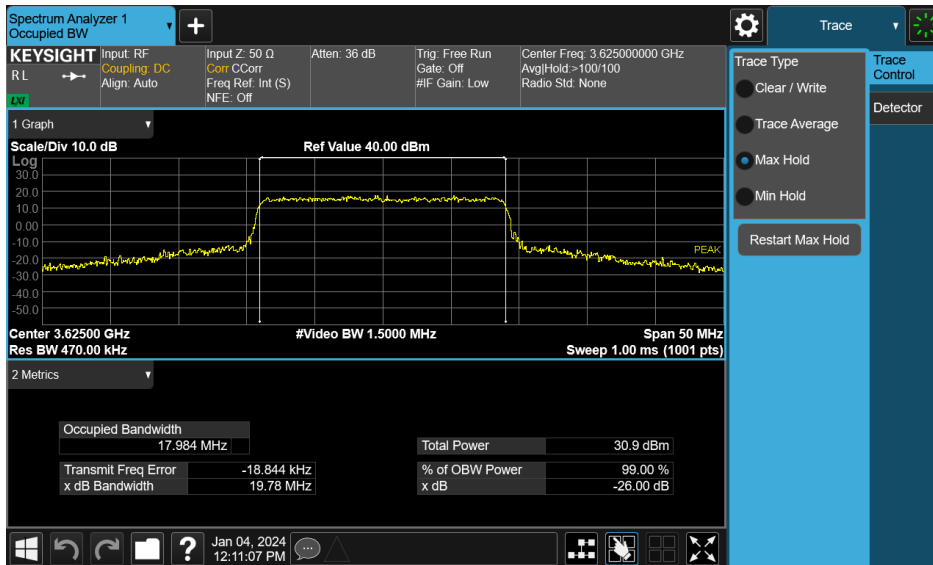 Spectrum Analyzer 1
Occupied BW
Trace
KEYSIGHT
RL
LXI
Input: RF
Coupling: DC
Align: Auto
Input Z: 50 Ω
Corr CCorr
Freq Ref: Int (S)
NFE: Off
Atten: 36 dB
Trig: Free Run
Gate: Off
#IF Gain: Low
Center Freq: 3.625000000 GHz
Avg|Hold:>100/100
Radio Std: None
1 Graph
Scale/Div 10.0 dB
Ref Value 40.00 dBm
Log
30.0
20.0
10.0
0.00
-10.0
-20.0
-30.0
-40.0
-50.0
PEAK
Center 3.62500 GHz
#Video BW 1.5000 MHz
Span 50 MHz
Res BW 470.00 kHz
Sweep 1.00 ms (1001 pts)
2 Metrics
Occupied Bandwidth
17.984 MHz
Total Power 30.9 dBm
Transmit Freq Error -18.844 kHz
% of OBW Power 99.00 %
x dB Bandwidth 19.78 MHz
x dB -26.00 dB
Jan 04, 2024
12:11:07 PM
Trace Type
Clear / Write
Trace Average
Max Hold
Min Hold
Restart Max Hold
Trace
Control
Detector